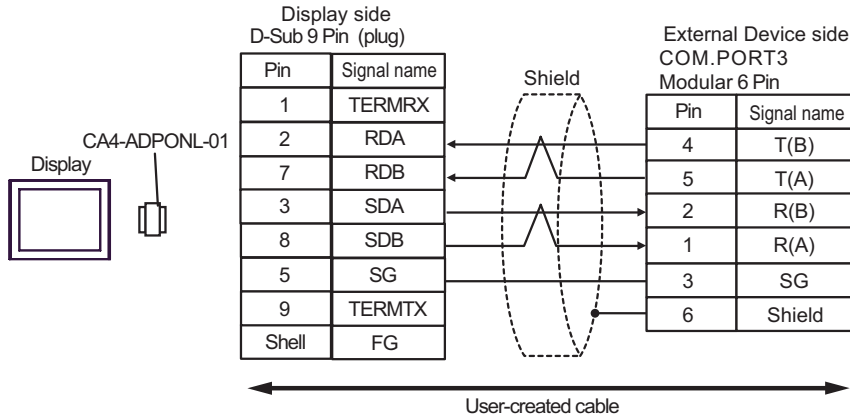 Display side
D-Sub 9 Pin (plug)
External Device side
COM.PORT3
Modular 6 Pin
Shield
Pin Signal name
1 TERMRX
2 RDA
7 RDB
3 SDA
8 SDB
5 SG
9 TERMTX
Shell FG
Pin Signal name
4 T(B)
5 T(A)
2 R(B)
1 R(A)
3 SG
6 Shield
CA4-ADPONL-01
Display
User-created cable